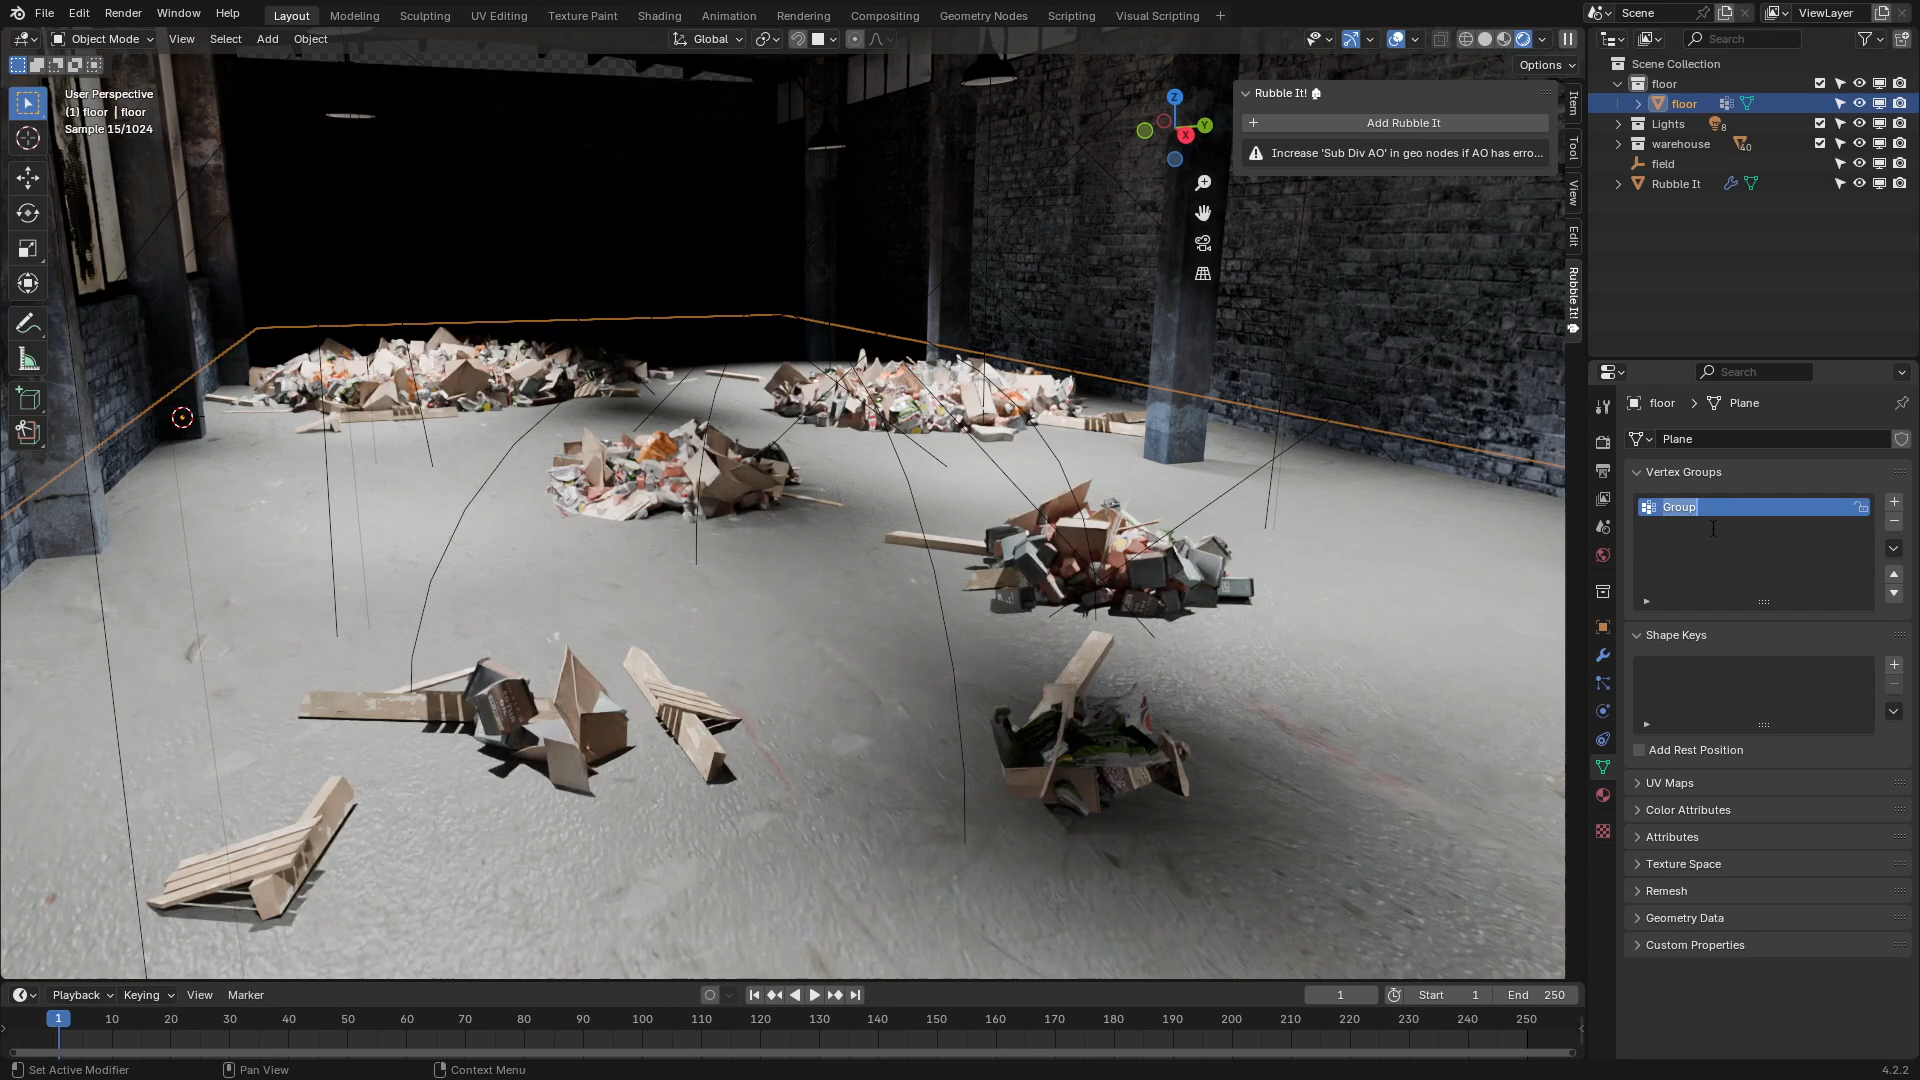 File Edit Render Window Help Layout Modeling Sculpting UV Editing Texture Paint Shading Animation Rendering Compositing Geometry Nodes Scripting Visual Scripting + Scene ViewLayer
Object Mode View Select Add Object Global Search
Options
User Perspective
(1) floor | floor
Sample 15/1024
Z
Y
X
Rubble It!
Add Rubble It
Increase 'Sub Div AO' in geo nodes if AO has erro...
Item
Tool
View
Edit
Rubble It!
Scene Collection
floor
floor
Lights 8
warehouse 40
field
Rubble It
Search
floor > Plane
Plane
Vertex Groups
Group
Shape Keys
Add Rest Position
UV Maps
Color Attributes
Attributes
Texture Space
Remesh
Geometry Data
Custom Properties
Playback Keying View Marker 1 Start 1 End 250
1 10 20 30 40 50 60 70 80 90 100 110 120 130 140 150 160 170 180 190 200 210 220 230 240 250
Set Active Modifier Pan View Context Menu 4.2.2